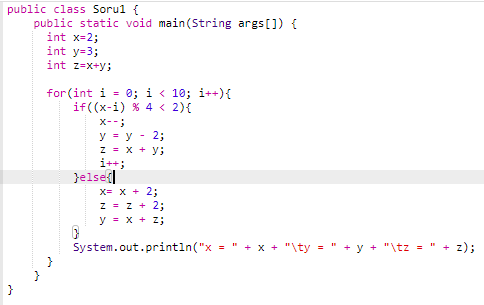 public class Soru1 {
    public static void main(String args[]) {
      int x=2;
      int y=3;
      int z=x+y;

      for(int i = 0; i < 10; i++){
          if((x-i) % 4 < 2){
              x--;
              y = y - 2;
              z = x + y;
              i++;
          }else{
              x= x + 2;
              z = z + 2;
              y = x + z;
          }
          System.out.println("x = " + x + "\ty = " + y + "\tz = " + z);
      }
    }
}